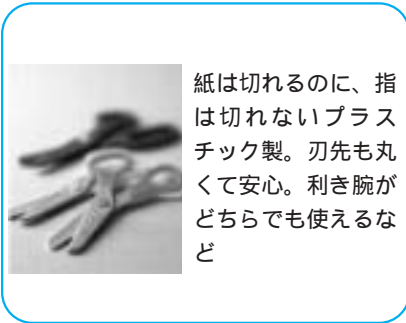 紙は切れるのに、指
は切れないプラス
チック製。刃先も丸
くて安心。利き腕が
どちらでも使えるな
ど